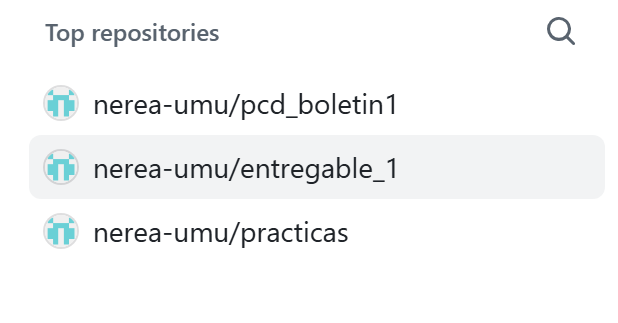 Top repositories
nerea-umu/pcd_boletin1
nerea-umu/entregable_1
nerea-umu/practicas